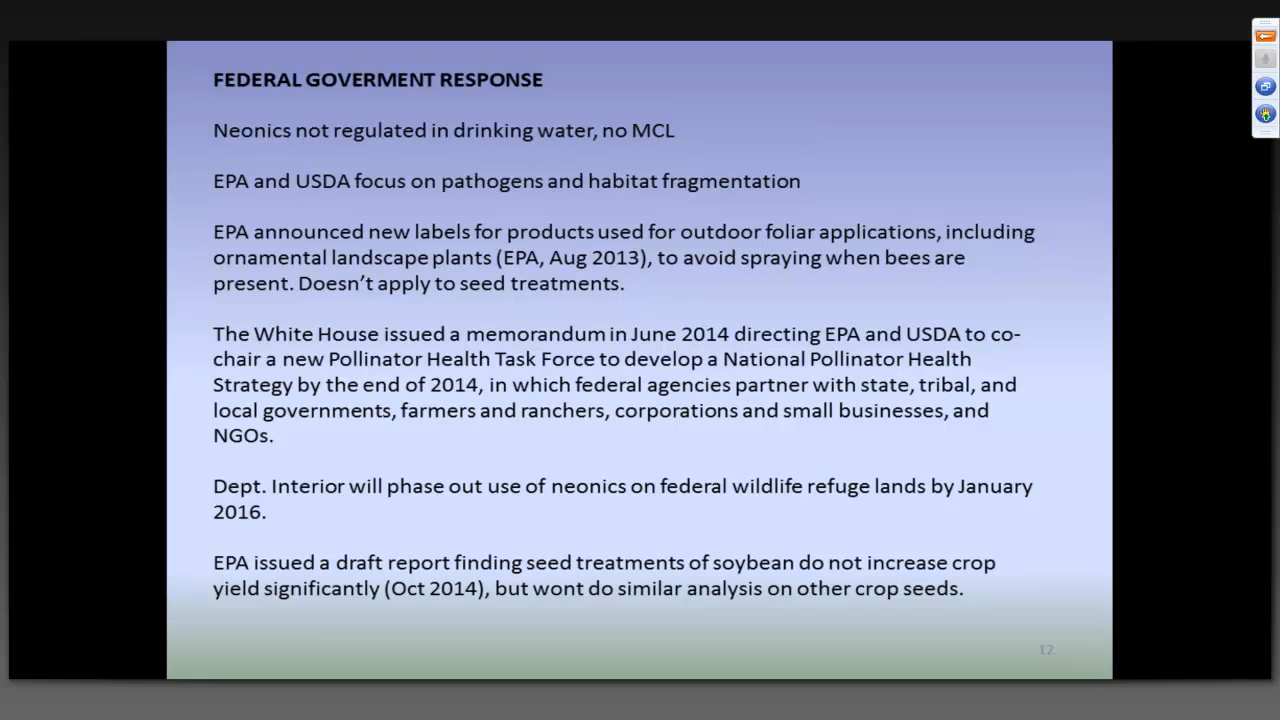 FEDERAL GOVERMENT RESPONSE
Neonics not regulated in drinking water, no MCL
EPA and USDA focus on pathogens and habitat fragmentation
EPA announced new labels for products used for outdoor foliar applications, including
ornamental landscape plants (EPA, Aug 2013), to avoid spraying when bees are
present. Doesn’t apply to seed treatments.
The White House issued a memorandum in June 2014 directing EPA and USDA to co-
chair a new Pollinator Health Task Force to develop a National Pollinator Health
Strategy by the end of 2014, in which federal agencies partner with state, tribal, and
local governments, farmers and ranchers, corporations and small businesses, and
NGOs.
Dept. Interior will phase out use of neonics on federal wildlife refuge lands by January
2016.
EPA issued a draft report finding seed treatments of soybean do not increase crop
yield significantly (Oct 2014), but wont do similar analysis on other crop seeds.
12